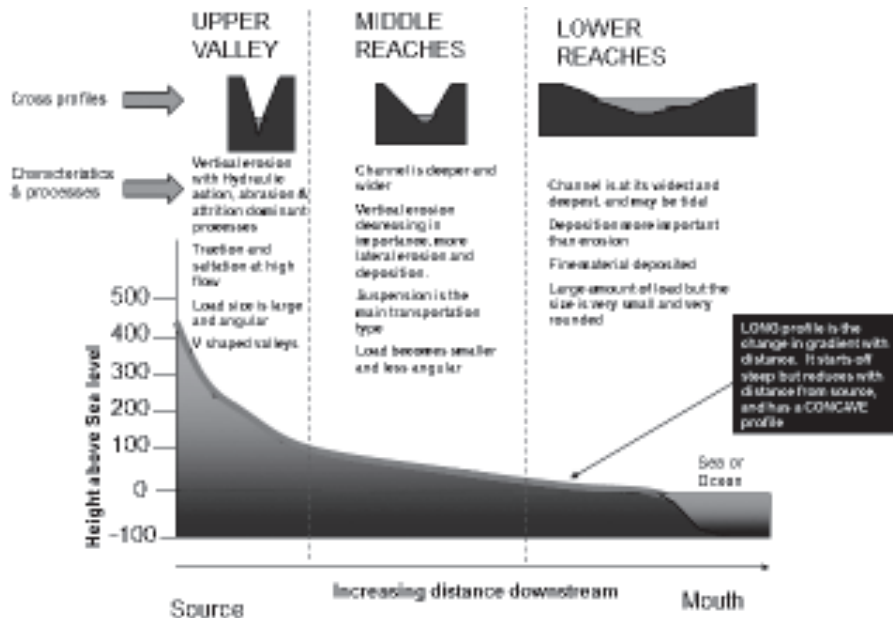 UPPER
VALLEY
MIDDLE
REACHES
LOWER
REACHES
Cross profiles
Characteristics
& processes
Vertical erosion
with Hydraulic
action, abrasion &
attrition dominant
processes
Traction and
saltation at high
flow
Load size is large
and angular
V shaped valleys
Channel is deeper and
wider
Vertical erosion
decreasing in
importance, more
lateral erosion and
deposition.
Suspension is the
main transportation
type
Load becomes smaller
and less angular
Channel is at its widest and
deepest, and may be tidal
Deposition more important
than erosion
Fine material deposited
Large amount of load but the
size is very small and very
rounded
LONG profile is the
change in gradient with
distance. It starts off
steep but reduces with
distance from source,
and has a CONCAVE
profile
Height above Sea level
500
400
300
200
100
0
-100
Sea or
Ocean
Increasing distance downstream
Source
Mouth